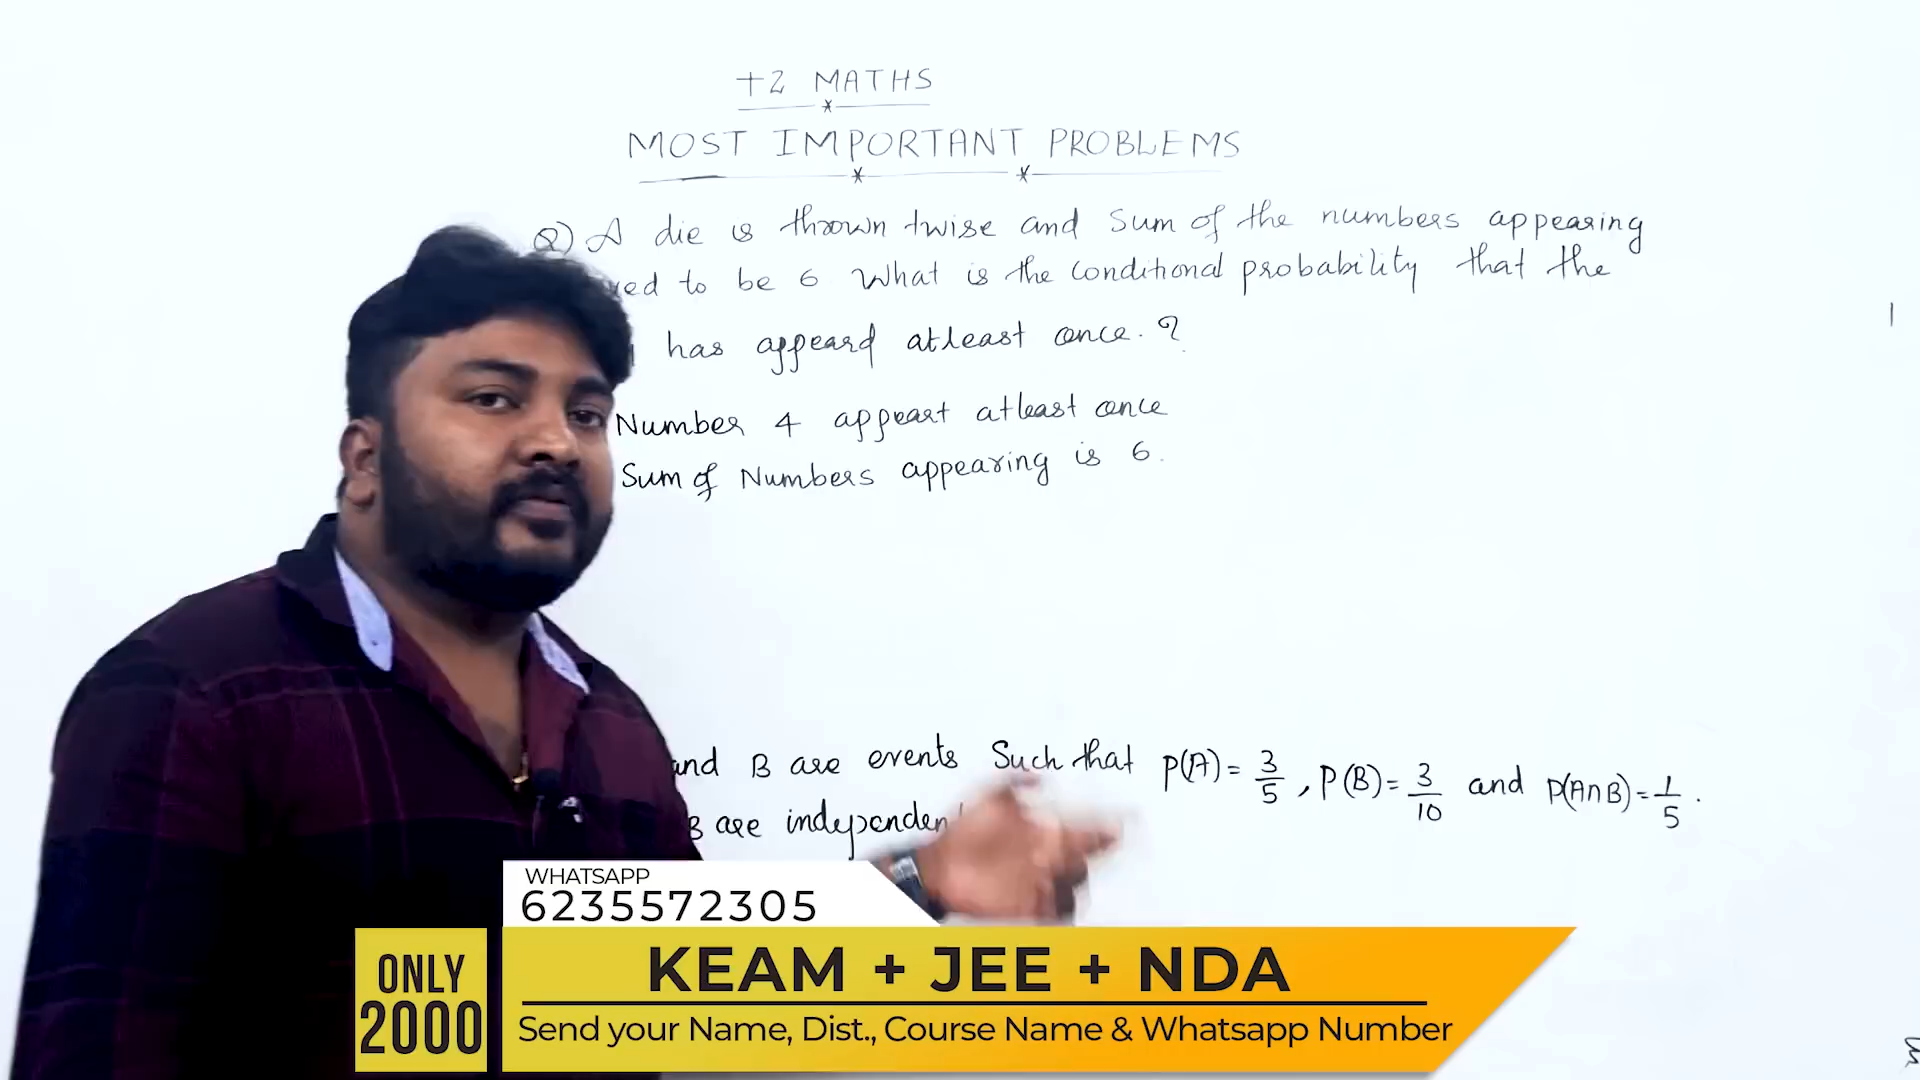 +2 MATHS
MOST IMPORTANT PROBLEMS
Q) A die is thrown twise and Sum of the numbers appearing
to be 6 What is the conditional probability that the
has appeard atleast once.?
Number 4 appeart atleast once
Sum of Numbers appearing is 6.
and B are events Such that P(A) = 3/5, P(B) = 3/10 and P(A∩B) = 1/5.
B are independent
WHATSAPP
6235572305
ONLY
2000
KEAM + JEE + NDA
Send your Name, Dist., Course Name & Whatsapp Number